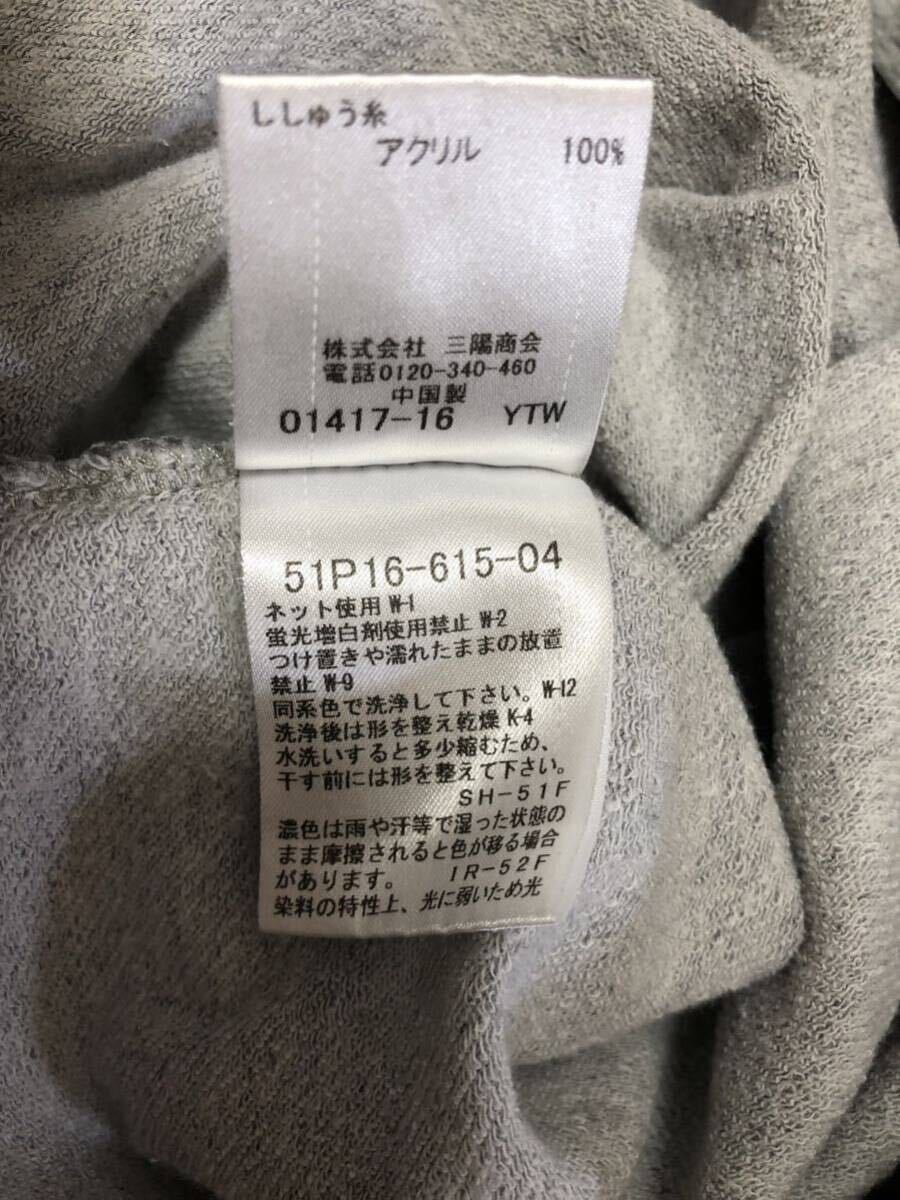 ししゅう糸
アクリル 100%
株式会社 三陽商会
電話0120-340-460
中国製
01417-16 YTW
51P16-615-04
ネット使用 W-1
蛍光増白剤使用禁止 W-2
つけ置きや濡れたままの放置
禁止 W-9
同系色で洗浄して下さい。W-12
洗浄後は形を整え乾燥 K-4
水洗いすると多少縮むため、
干す前には形を整えて下さい。
SH-51F
濃色は雨や汗等で湿った状態の
まま摩擦されると色が移る場合
があります。 IR-52F
染料の特性上、光に弱いため光